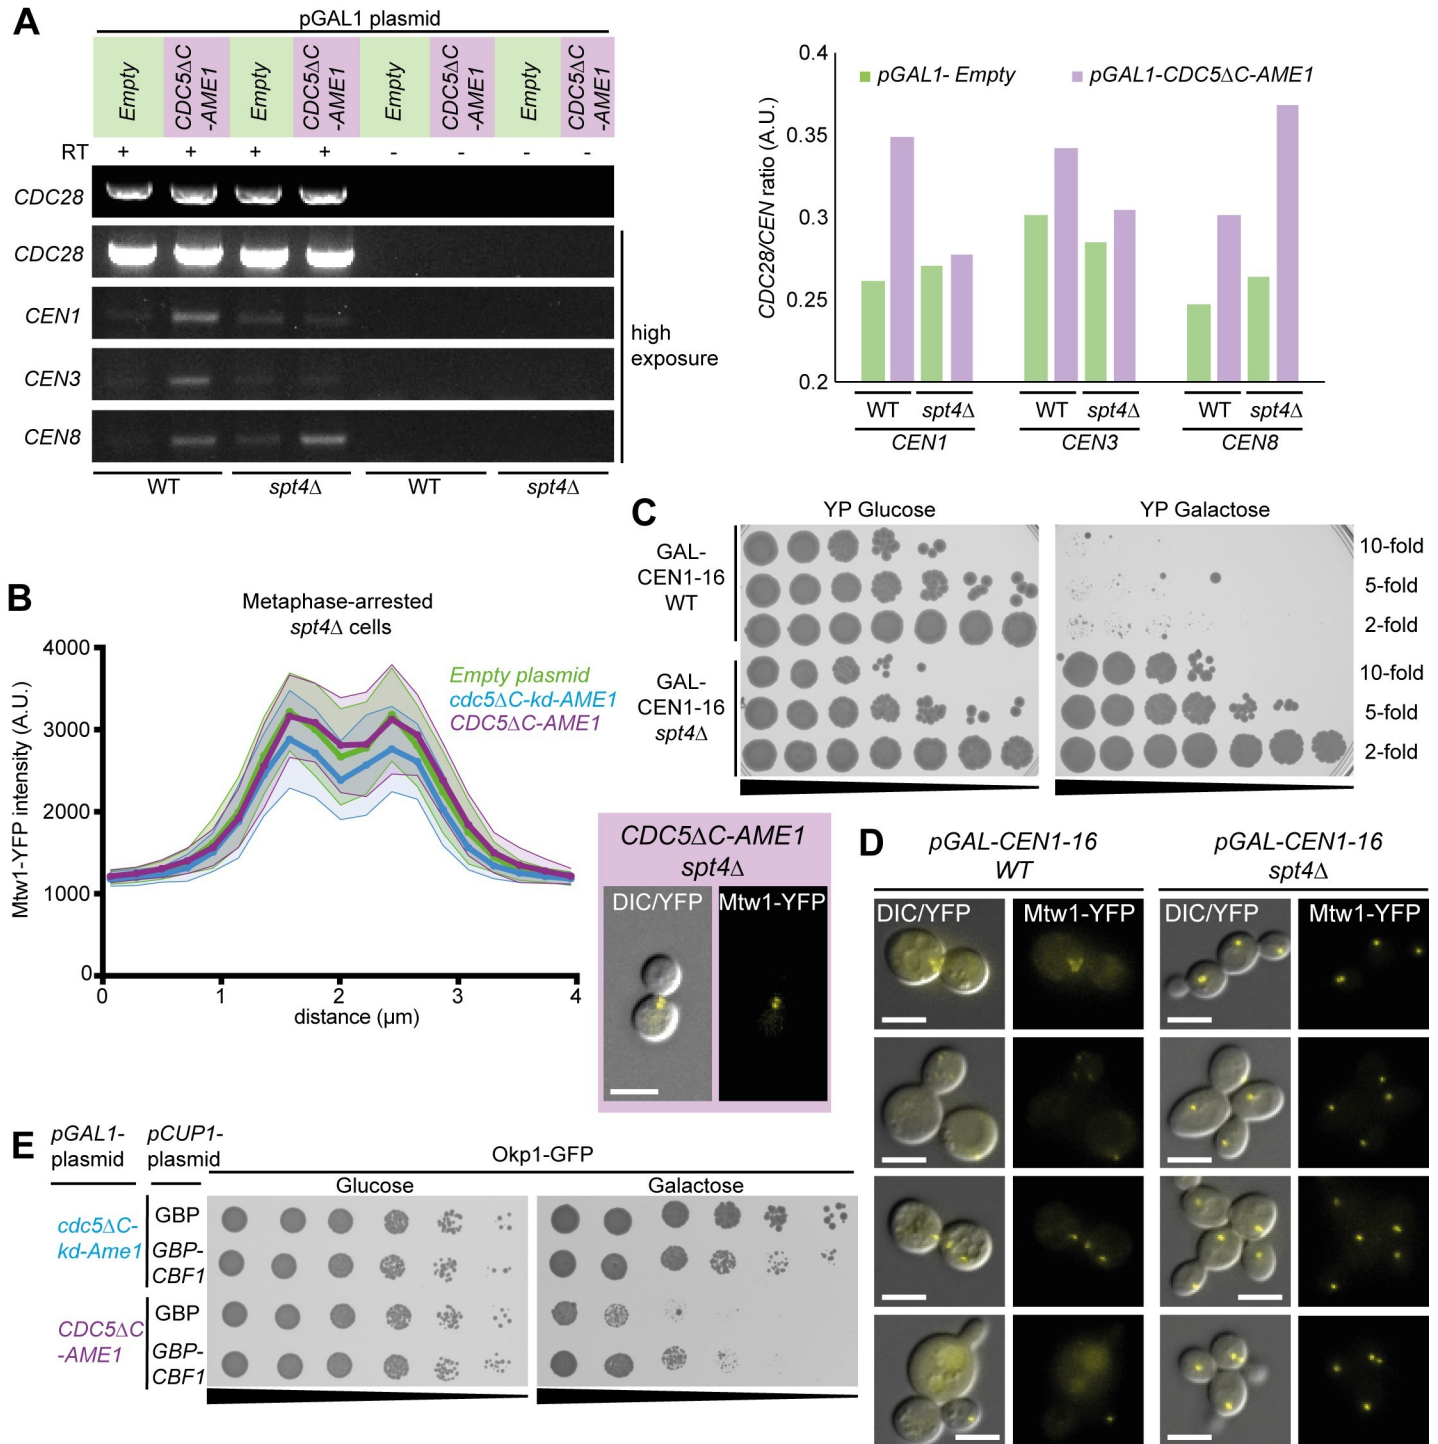 A
pGAL1 plasmid
Empty
CDC5ΔC
-AME1
Empty
CDC5ΔC
-AME1
Empty
CDC5ΔC
-AME1
Empty
CDC5ΔC
-AME1
RT + + + + - - - -
CDC28
CDC28
CEN1
CEN3
CEN8
high
exposure
WT spt4Δ WT spt4Δ
pGAL1- Empty pGAL1-CDC5ΔC-AME1
CDC28/CEN ratio (A.U.)
0.4
0.35
0.3
0.25
0.2
WT spt4Δ WT spt4Δ WT spt4Δ
CEN1 CEN3 CEN8
B
Metaphase-arrested
spt4Δ cells
Empty plasmid
cdc5ΔC-kd-AME1
CDC5ΔC-AME1
Mtw1-YFP intensity (A.U.)
4000
3000
2000
1000
0
0 1 2 3 4
distance (µm)
CDC5ΔC-AME1
spt4Δ
DIC/YFP Mtw1-YFP
C
YP Glucose YP Galactose
GAL-
CEN1-16
WT
GAL-
CEN1-16
spt4Δ
10-fold
5-fold
2-fold
10-fold
5-fold
2-fold
D
pGAL-CEN1-16
WT
pGAL-CEN1-16
spt4Δ
DIC/YFP Mtw1-YFP DIC/YFP Mtw1-YFP
E
pGAL1-
plasmid
pCUP1-
plasmid
Okp1-GFP
Glucose Galactose
cdc5ΔC-
kd-Ame1
GBP
GBP-
CBF1
CDC5ΔC
-AME1
GBP
GBP-
CBF1